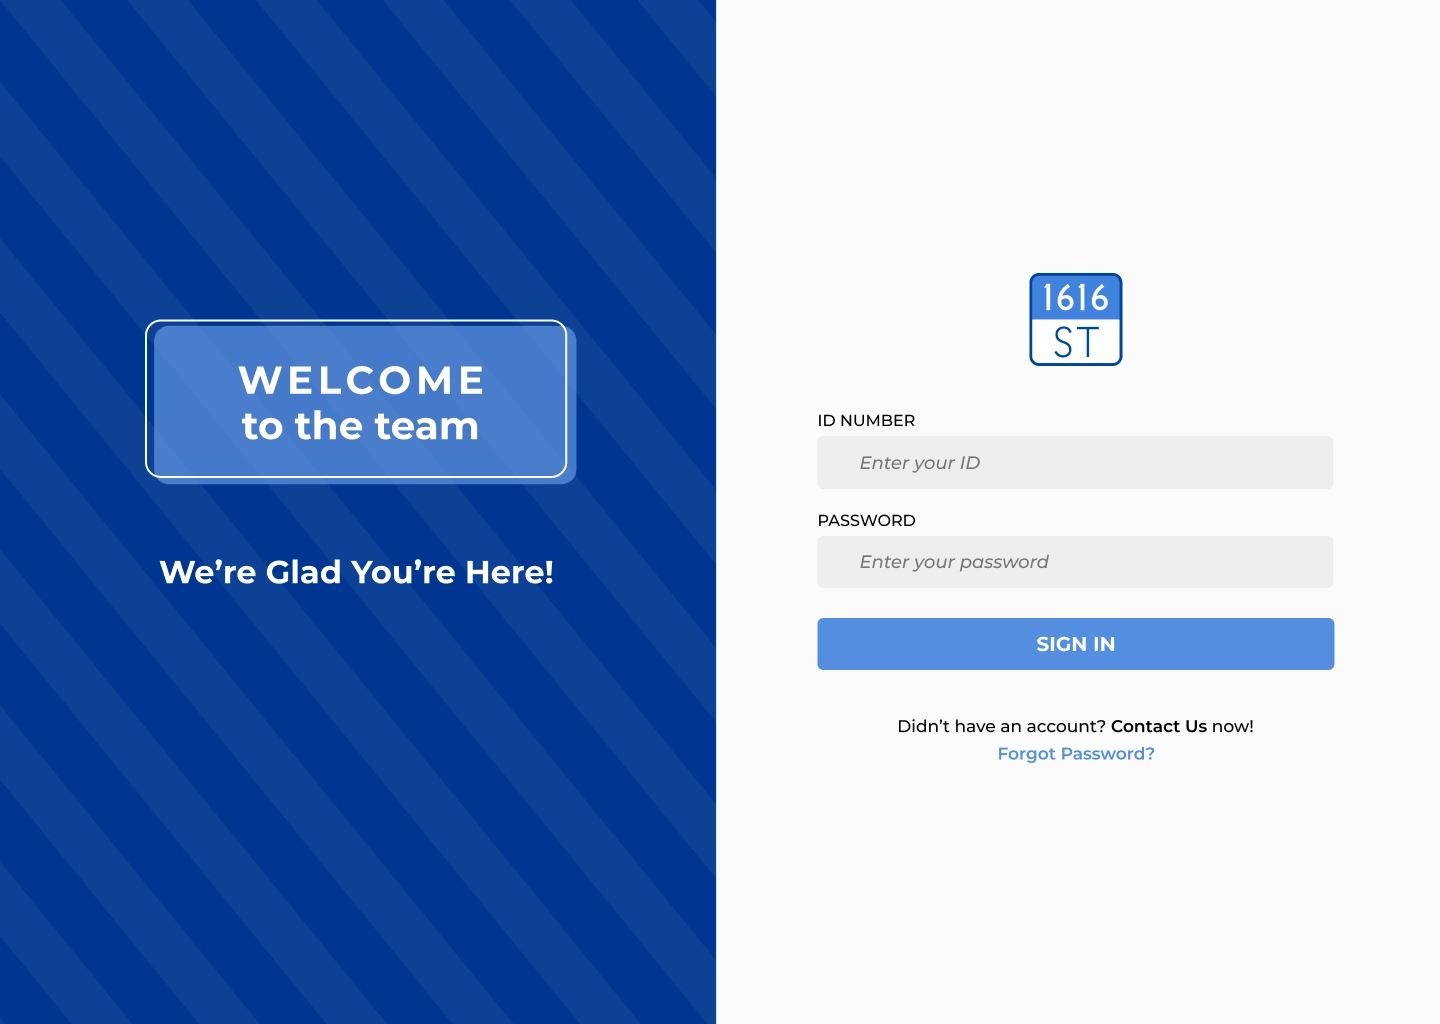 WELCOME
to the team
We’re Glad You’re Here!
1616
ST
ID NUMBER
Enter your ID
PASSWORD
Enter your password
SIGN IN
Didn’t have an account? Contact Us now!
Forgot Password?